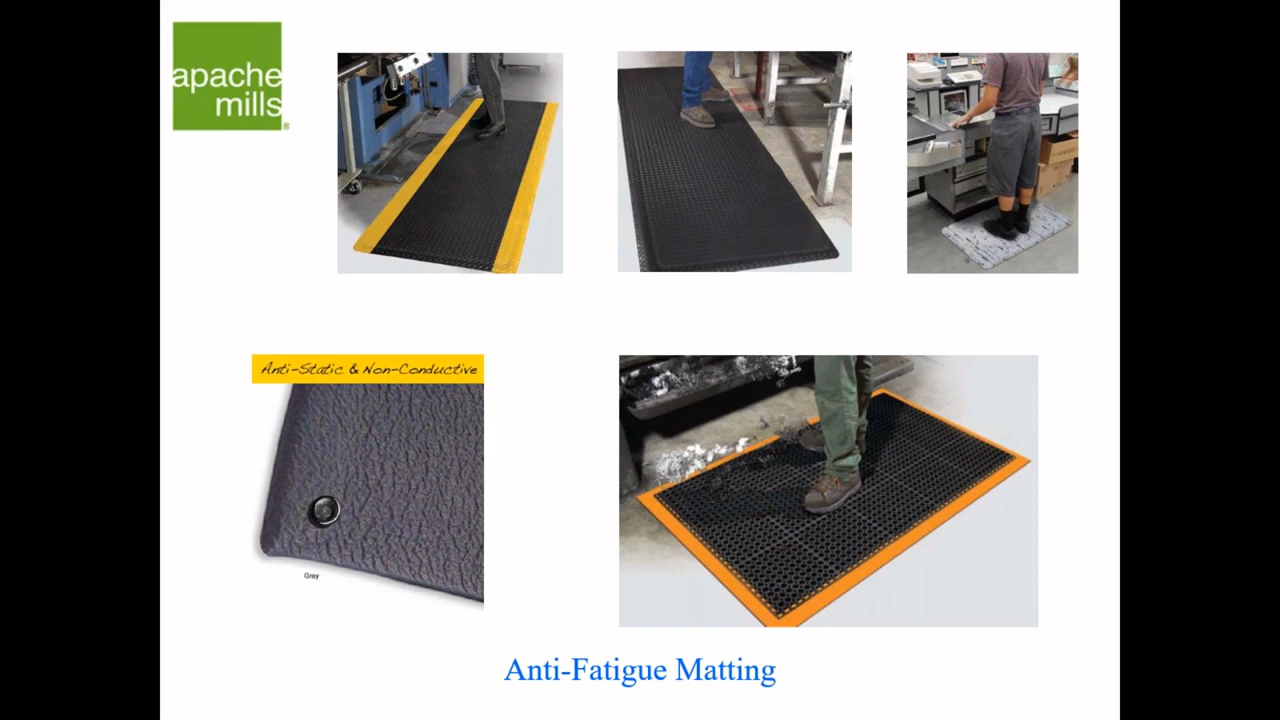 apache
mills
®
Anti-Static & Non-Conductive
Gray
Anti-Fatigue Matting